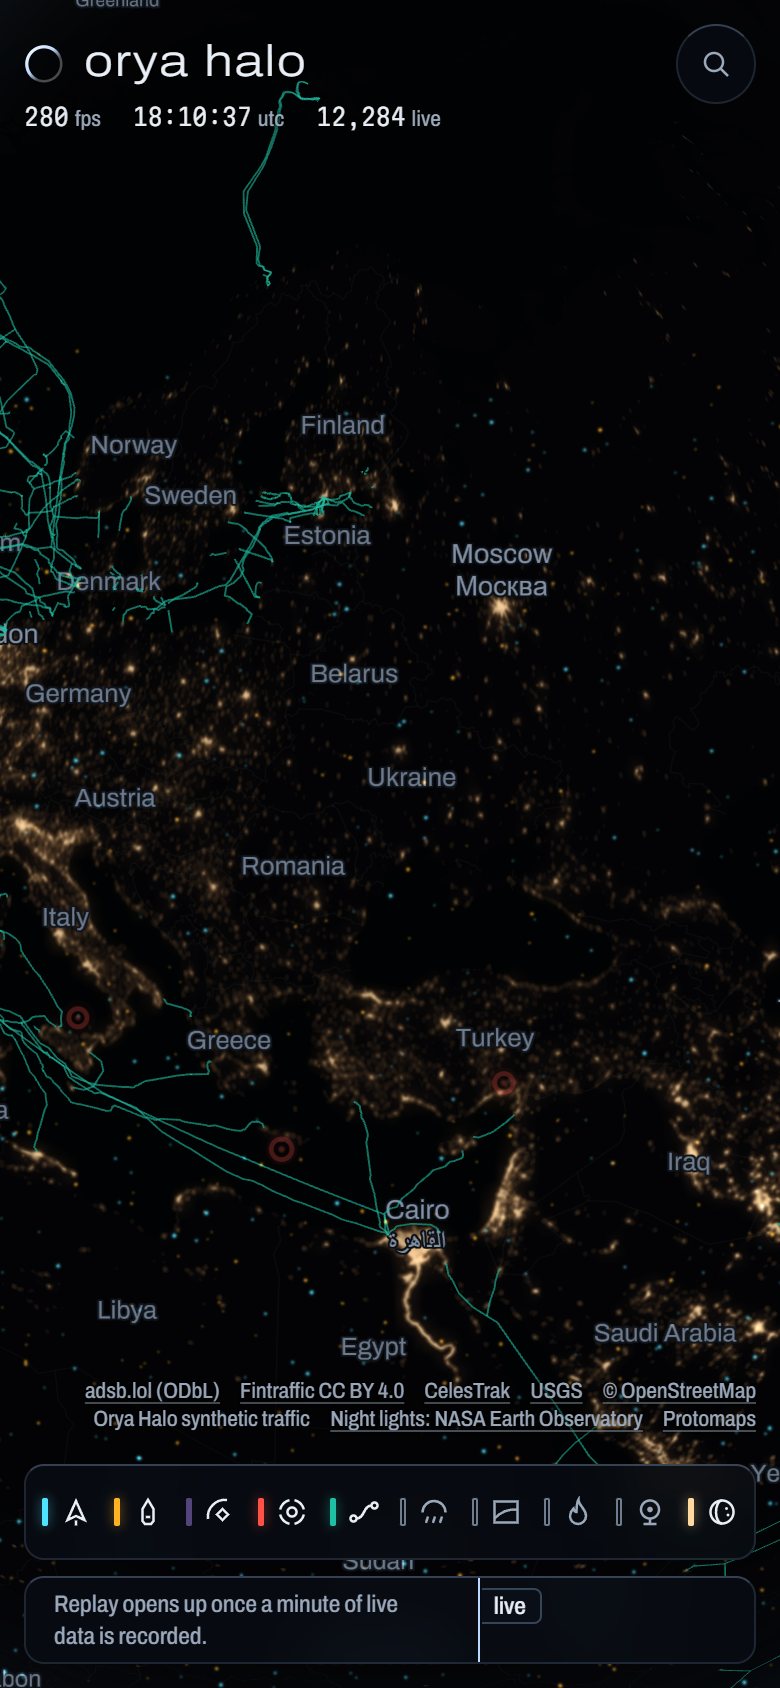 Greenland
orya halo
280 fps 18:10:37 utc 12,284 live
Norway
Finland
Sweden
Estonia
Moscow
Москва
Denmark
Belarus
Germany
Ukraine
Austria
Romania
Italy
Greece
Turkey
Iraq
Cairo
القاهرة
Libya
Saudi Arabia
Egypt
adsb.lol (ODbL) Fintraffic CC BY 4.0 CelesTrak USGS © OpenStreetMap
Orya Halo synthetic traffic Night lights: NASA Earth Observatory Protomaps
Sudan
Replay opens up once a minute of live
data is recorded.
live